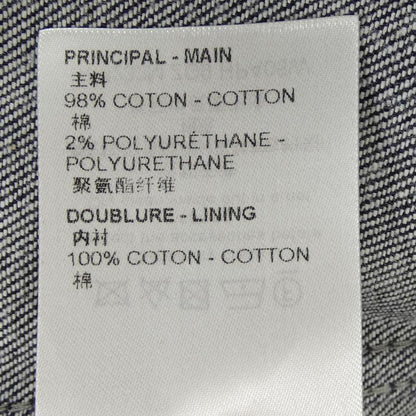 PRINCIPAL - MAIN
主料
98% COTON - COTTON
棉
2% POLYURÉTHANE -
POLYURETHANE
聚氨酯纤维
DOUBLURE - LINING
内衬
100% COTON - COTTON
棉